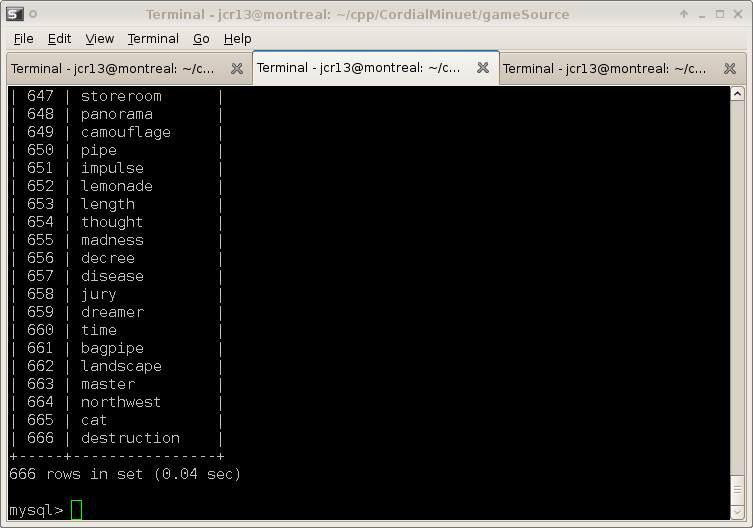 Terminal - jcr13@montreal: ~/cpp/CordialMinuet/gameSource
File Edit View Terminal Go Help
Terminal - jcr13@montreal: ~/c... Terminal - jcr13@montreal: ~/c... Terminal - jcr13@montreal: ~/c...
| 647 | storeroom |
| 648 | panorama |
| 649 | camouflage |
| 650 | pipe |
| 651 | impulse |
| 652 | lemonade |
| 653 | length |
| 654 | thought |
| 655 | madness |
| 656 | decree |
| 657 | disease |
| 658 | jury |
| 659 | dreamer |
| 660 | time |
| 661 | bagpipe |
| 662 | landscape |
| 663 | master |
| 664 | northwest |
| 665 | cat |
| 666 | destruction |
+-----+----------------+
666 rows in set (0.04 sec)
mysql>